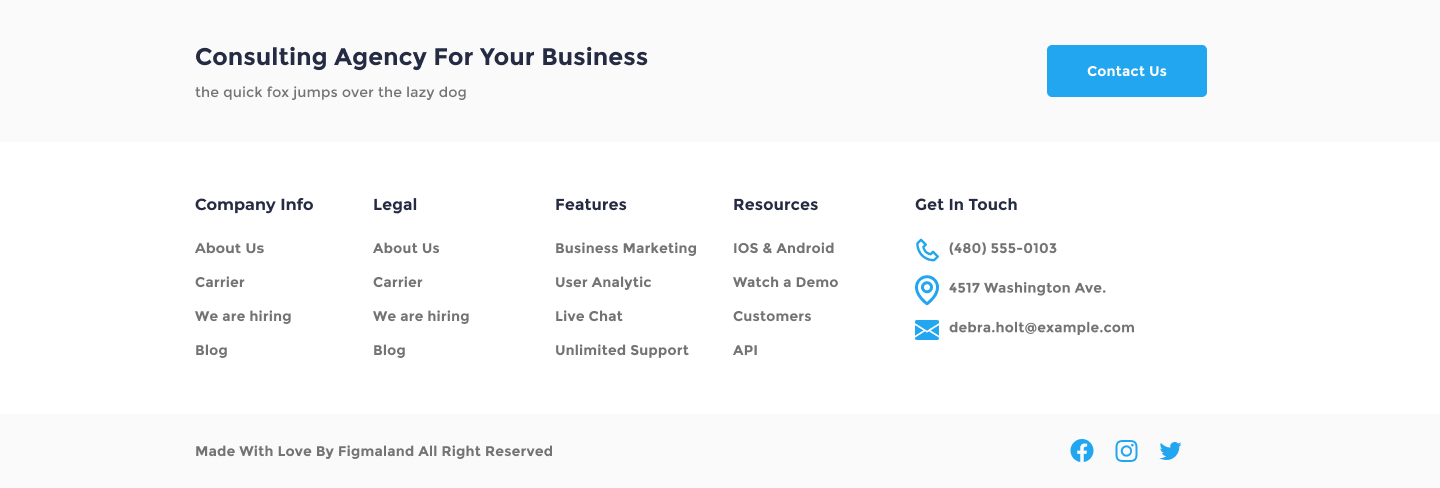 Consulting Agency For Your Business
the quick fox jumps over the lazy dog
Contact Us
Company Info
About Us
Carrier
We are hiring
Blog
Legal
About Us
Carrier
We are hiring
Blog
Features
Business Marketing
User Analytic
Live Chat
Unlimited Support
Resources
IOS & Android
Watch a Demo
Customers
API
Get In Touch
(480) 555-0103
4517 Washington Ave.
debra.holt@example.com
Made With Love By Figmaland All Right Reserved